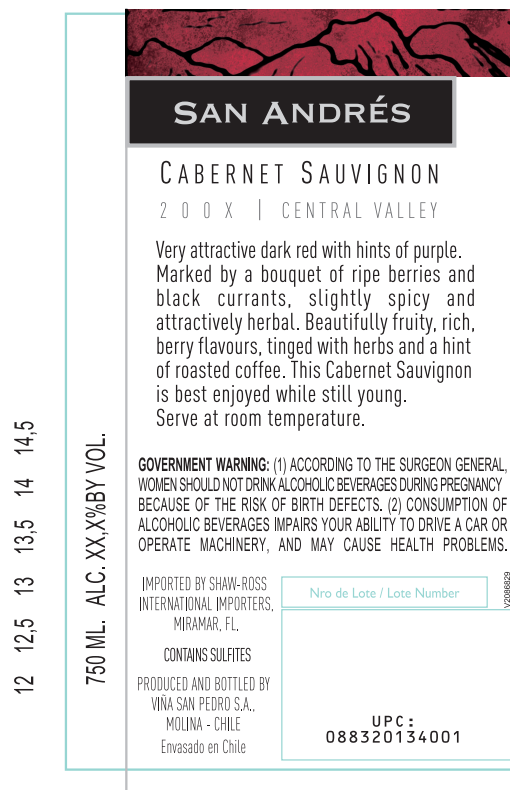 SAN ANDRÉS
CABERNET SAUVIGNON
200X | CENTRAL VALLEY
Very attractive dark red with hints of purple.
Marked by a bouquet of ripe berries and
black currants, slightly spicy and
attractively herbal. Beautifully fruity, rich,
berry flavours, tinged with herbs and a hint
of roasted coffee. This Cabernet Sauvignon
is best enjoyed while still young.
Serve at room temperature.
GOVERNMENT WARNING: (1) ACCORDING TO THE SURGEON GENERAL,
WOMEN SHOULD NOT DRINK ALCOHOLIC BEVERAGES DURING PREGNANCY
BECAUSE OF THE RISK OF BIRTH DEFECTS. (2) CONSUMPTION OF
ALCOHOLIC BEVERAGES IMPAIRS YOUR ABILITY TO DRIVE A CAR OR
OPERATE MACHINERY, AND MAY CAUSE HEALTH PROBLEMS.
IMPORTED BY SHAW-ROSS
INTERNATIONAL IMPORTERS,
MIRAMAR, FL.
CONTAINS SULFITES
PRODUCED AND BOTTLED BY
VIÑA SAN PEDRO S.A.,
MOLINA - CHILE
Envasado en Chile
Nro de Lote / Lote Number
V2086829
UPC:
088320134001
750 ML. ALC. XX,X%BY VOL.
12 12,5 13 13,5 14 14,5